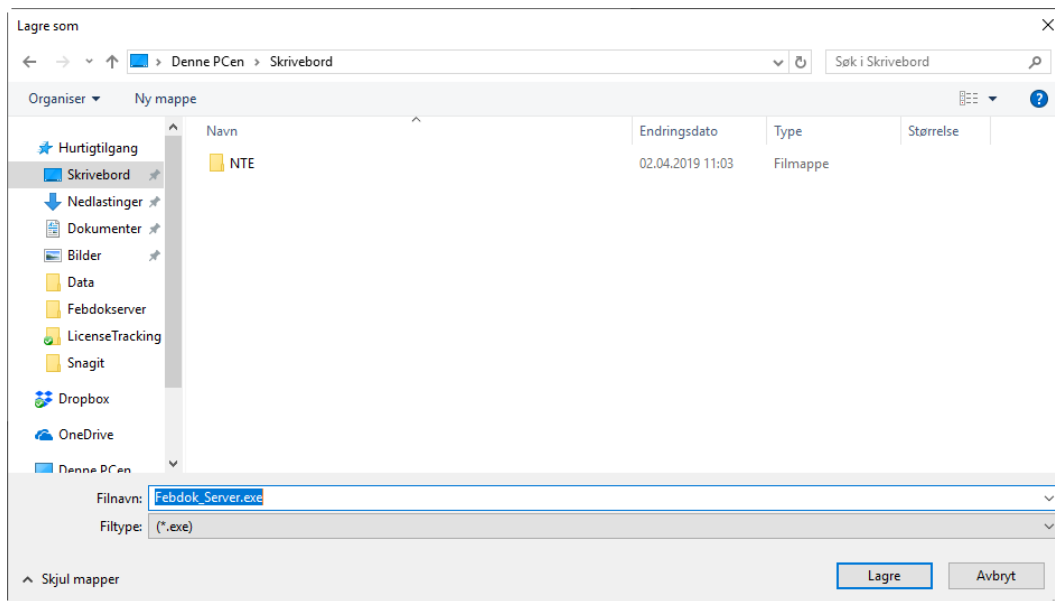 Lagre som
Denne PCen > Skrivebord
Søk i Skrivebord
Organiser
Ny mappe
Navn
Endringsdato
Type
Størrelse
Hurtigtilgang
Skrivebord
Nedlastinger
Dokumenter
Bilder
Data
Febdokserver
LicenseTracking
Snagit
Dropbox
OneDrive
Denne PCen
NTE
02.04.2019 11:03
Filmappe
Filnavn: Febdok_Server.exe
Filtype: (*.exe)
Skjul mapper
Lagre
Avbryt